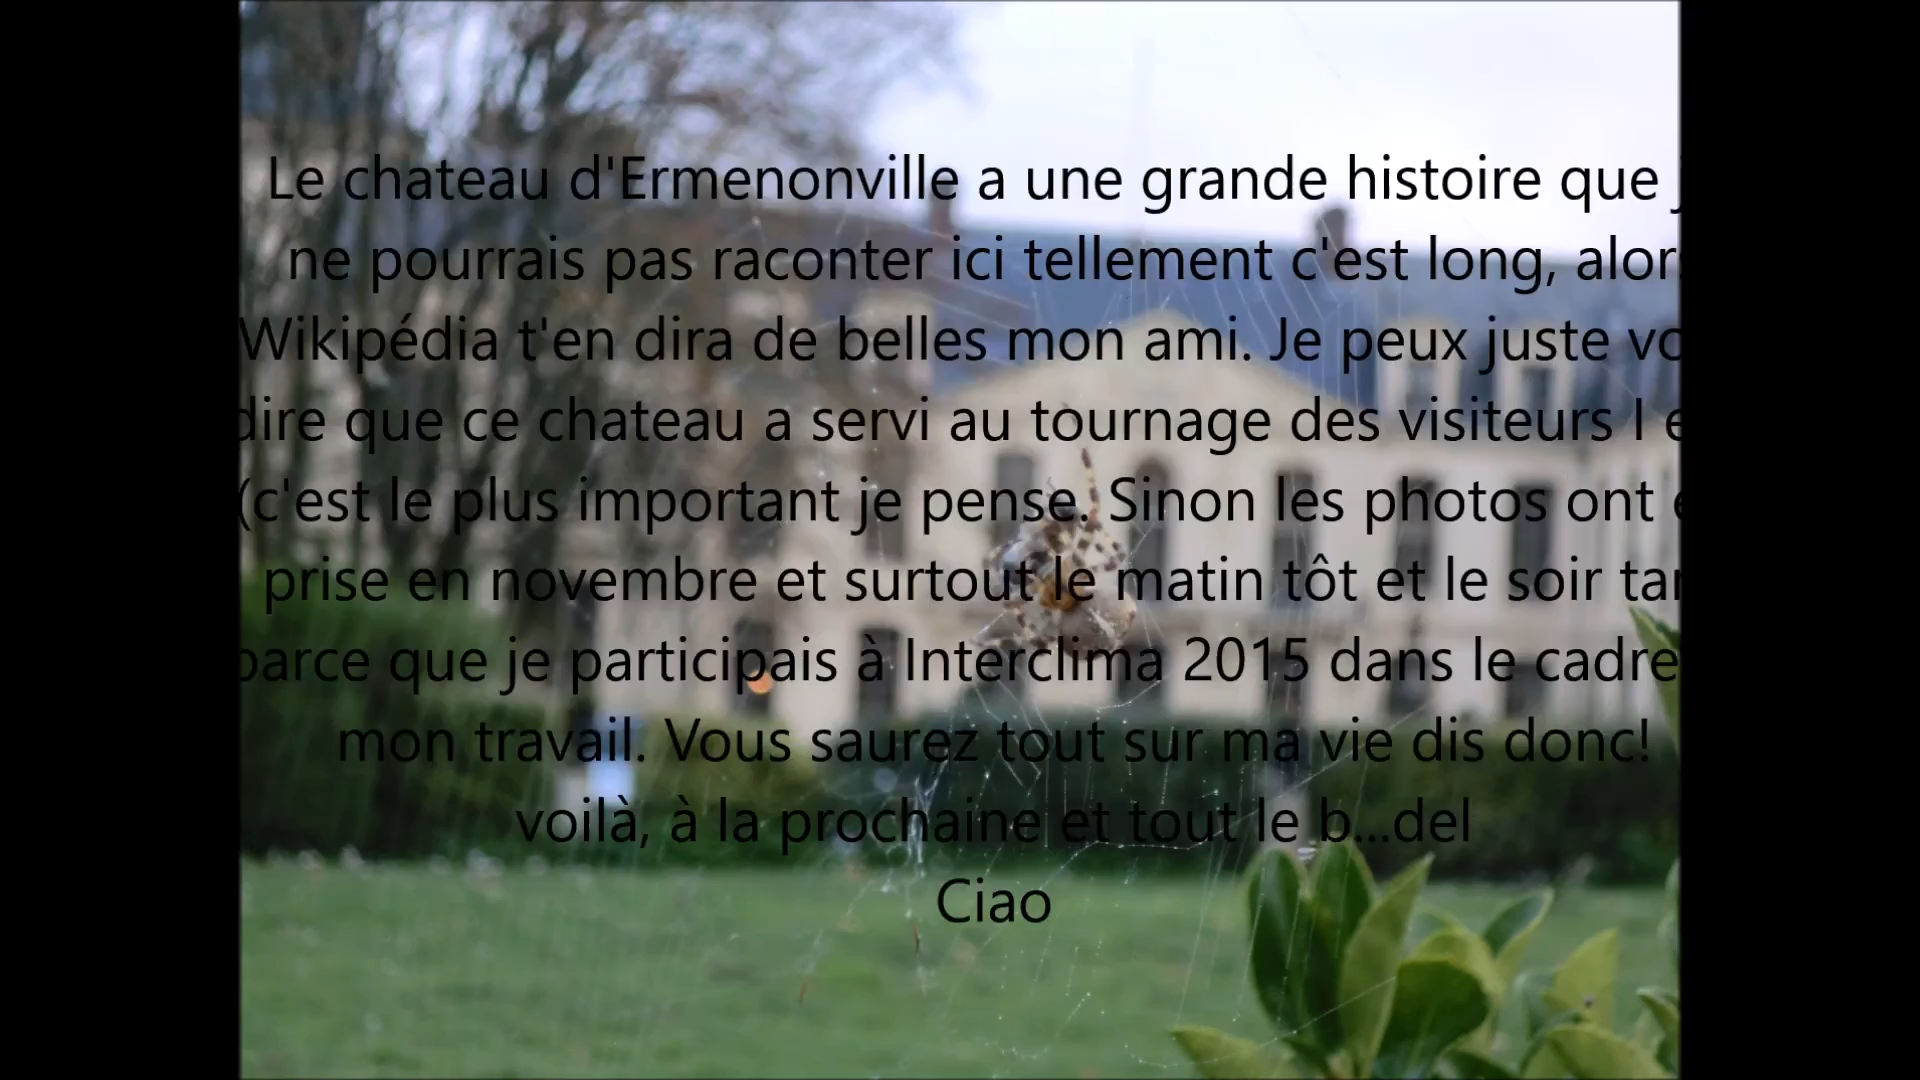 Le chateau d'Ermenonville a une grande histoire que j
ne pourrais pas raconter ici tellement c'est long, alors
Wikipédia t'en dira de belles mon ami. Je peux juste vo
dire que ce chateau a servi au tournage des visiteurs I e
(c'est le plus important je pense. Sinon les photos ont é
prise en novembre et surtout le matin tôt et le soir tar
parce que je participais à Interclima 2015 dans le cadre
mon travail. Vous saurez tout sur ma vie dis donc!
voilà, à la prochaine et tout le b...del
Ciao